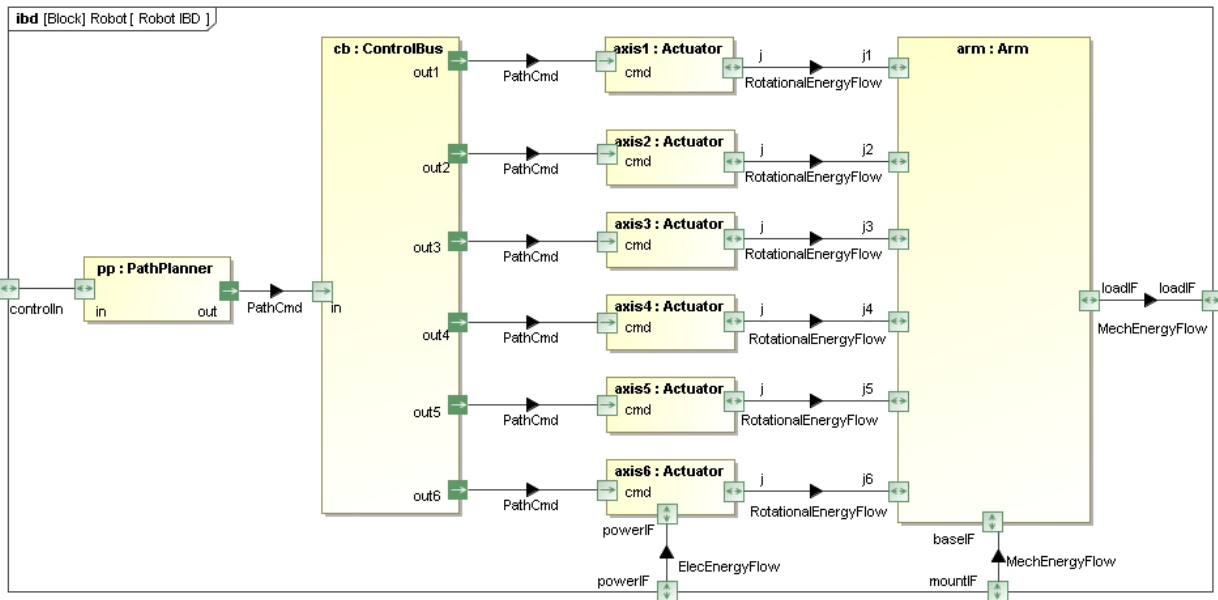 ibd [Block] Robot [ Robot IBD ]
cb : ControlBus
axis1 : Actuator
arm : Arm
out1
PathCmd
cmd
j
j1
RotationalEnergyFlow
axis2 : Actuator
out2
PathCmd
cmd
j
j2
RotationalEnergyFlow
axis3 : Actuator
out3
PathCmd
cmd
j
j3
RotationalEnergyFlow
pp : PathPlanner
controlIn
in
out
PathCmd
in
loadIF
loadIF
MechEnergyFlow
axis4 : Actuator
out4
PathCmd
cmd
j
j4
RotationalEnergyFlow
axis5 : Actuator
out5
PathCmd
cmd
j
j5
RotationalEnergyFlow
axis6 : Actuator
out6
PathCmd
cmd
j
j6
RotationalEnergyFlow
powerIF
baseIF
ElecEnergyFlow
MechEnergyFlow
powerIF
mountIF